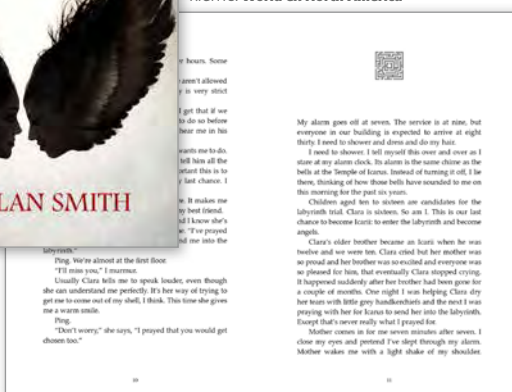 LAN SMITH
r hours. Some
aren't allowed
y is very strict
I get that if we
to do so before
hear me in his
wants me to do.
tell him all the
rtant this is to
last chance. I
e. It makes me
ny best friend.
d I know she's
e. "I've prayed
nd me into the
labyrinth."
Ping. We're almost at the first floor.
"I'll miss you," I murmur.
Usually Clara tells me to speak louder, even though
she can understand me perfectly. It's her way of trying to
get me to come out of my shell, I think. This time she gives
me a warm smile.
Ping.
"Don't worry," she says, "I prayed that you would get
chosen too."
10
My alarm goes off at seven. The service is at nine, but
everyone in our building is expected to arrive at eight
thirty. I need to shower and dress and do my hair.
I need to shower. I tell myself this over and over as I
stare at my alarm clock. Its alarm is the same chime as the
bells at the Temple of Icarus. Instead of turning it off, I lie
there, thinking of how those bells have sounded to me on
this morning for the past six years.
Children aged ten to sixteen are candidates for the
labyrinth trial. Clara is sixteen. So am I. This is our last
chance to become Icarii: to enter the labyrinth and become
angels.
Clara's older brother became an Icarii when he was
twelve and we were ten. Clara cried but her mother was
so proud and her brother was so excited and everyone was
so pleased for him, that eventually Clara stopped crying.
It happened suddenly after her brother had been gone for
a couple of months. One night I was helping Clara dry
her tears with little grey handkerchiefs and the next I was
praying with her for Icarus to send her into the labyrinth.
Except that's never really what I prayed for.
Mother comes in for me seven minutes after seven. I
close my eyes and pretend I've slept through my alarm.
Mother wakes me with a light shake of my shoulder.
11